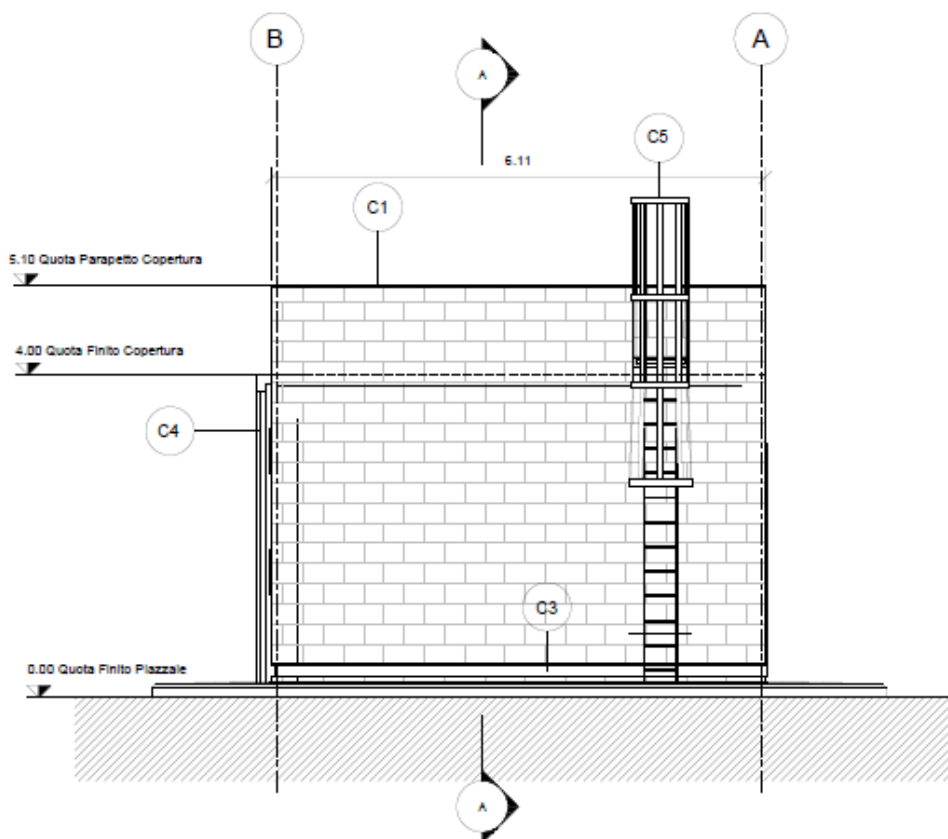 B
A
A
C5
6.11
C1
5.10 Quota Parapetto Copertura
4.00 Quota Finito Copertura
C4
C3
0.00 Quota Finito Piazzale
A